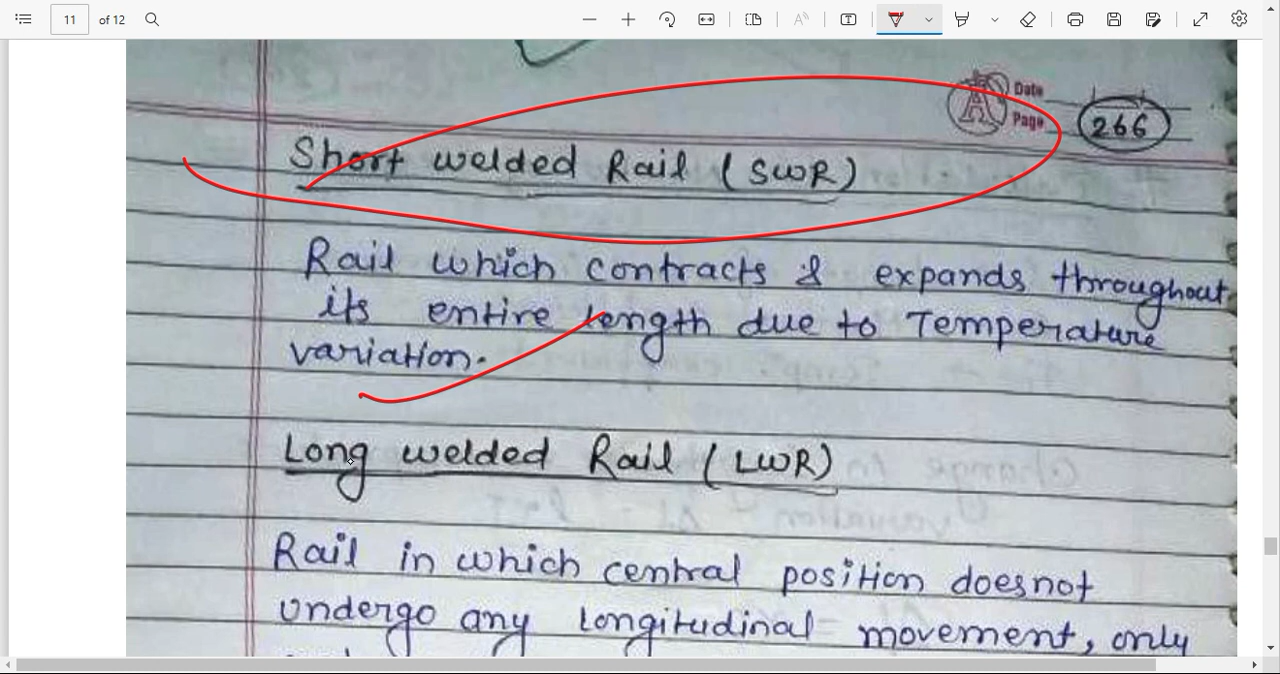 11 of 12
Date
Page
266
Short welded Rail (SWR)
Rail which contracts & expands throughout
its entire length due to Temperature
variation.
Long welded Rail (LWR)
Rail in which central position doesnot
undergo any longitudinal movement, only